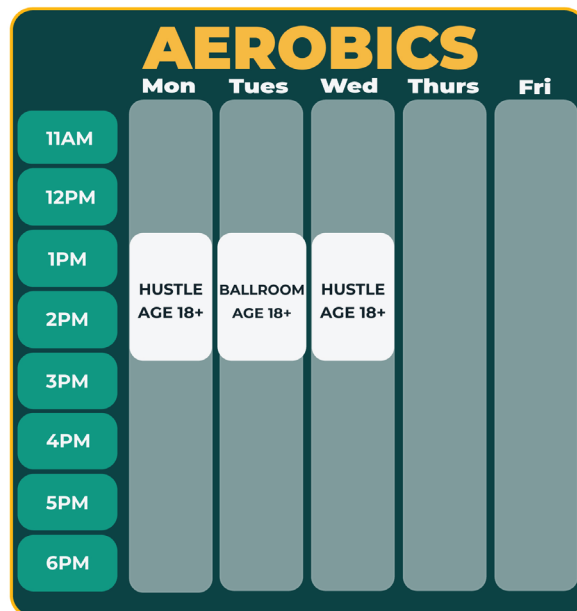 AEROBICS
Mon Tues Wed Thurs Fri
11AM
12PM
1PM
HUSTLE BALLROOM HUSTLE
AGE 18+ AGE 18+ AGE 18+
2PM
3PM
4PM
5PM
6PM